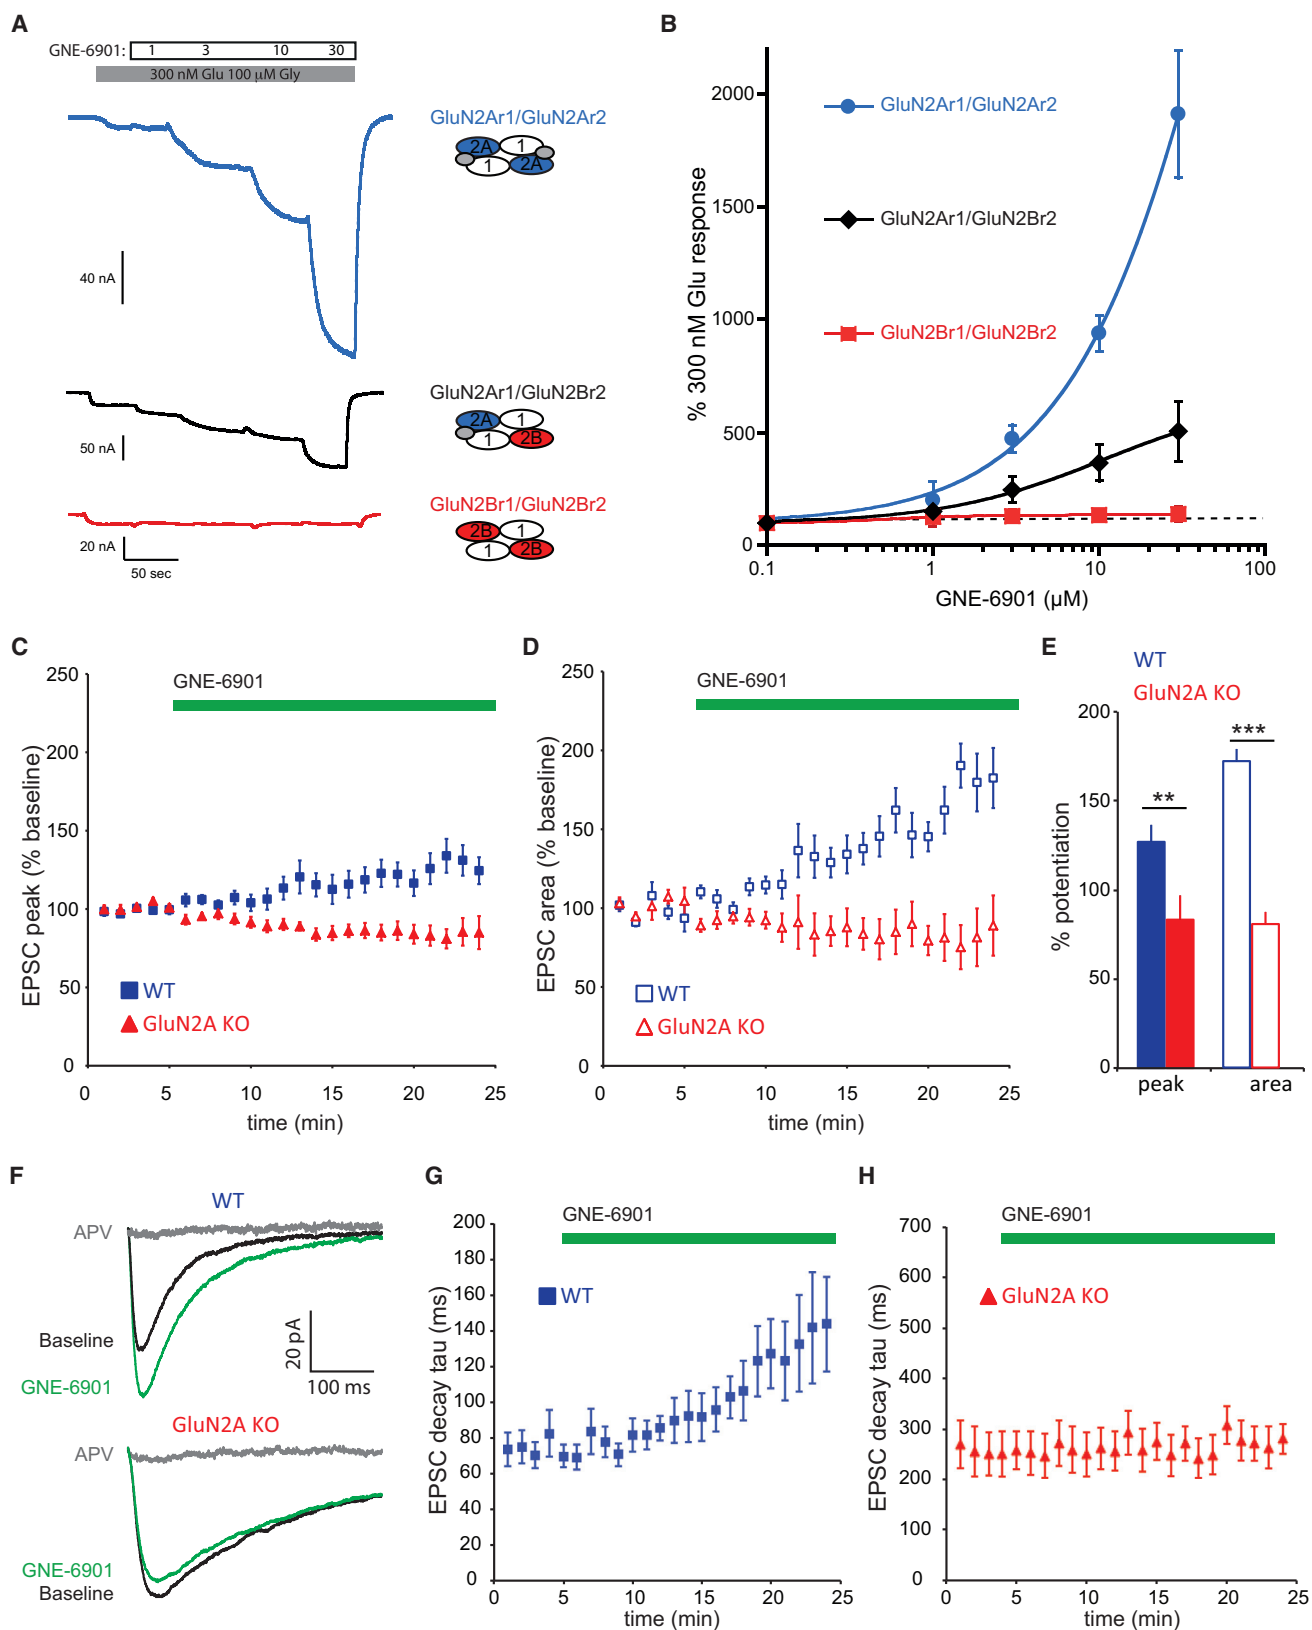 A
GNE-6901: 1 3 10 30
300 nM Glu 100 µM Gly
GluN2Ar1/GluN2Ar2
2A 1
1 2A
40 nA
GluN2Ar1/GluN2Br2
2A 1
1 2B
50 nA
GluN2Br1/GluN2Br2
2B 1
1 2B
20 nA
50 sec
B
% 300 nM Glu response
2000
1500
1000
500
0
GluN2Ar1/GluN2Ar2
GluN2Ar1/GluN2Br2
GluN2Br1/GluN2Br2
0.1 1 10 100
GNE-6901 (µM)
C
EPSC peak (% baseline)
250
200
150
100
50
0
GNE-6901
WT
GluN2A KO
0 5 10 15 20 25
time (min)
D
EPSC area (% baseline)
250
200
150
100
50
0
GNE-6901
WT
GluN2A KO
0 5 10 15 20 25
time (min)
E
WT
GluN2A KO
% potentiation
200
150
100
50
0
**
***
peak area
F
WT
APV
Baseline
GNE-6901
20 pA
100 ms
GluN2A KO
APV
GNE-6901
Baseline
G
EPSC decay tau (ms)
200
180
160
140
120
100
80
60
40
20
0
GNE-6901
WT
0 5 10 15 20 25
time (min)
H
EPSC decay tau (ms)
700
600
500
400
300
200
100
0
GNE-6901
GluN2A KO
0 5 10 15 20 25
time (min)